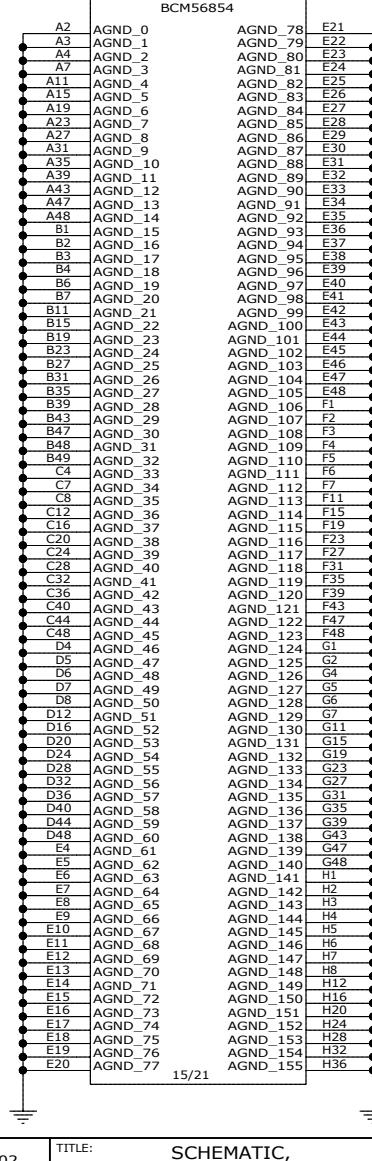 BCM56854
A2 AGND_0 AGND_78 E21
A3 AGND_1 AGND_79 E22
A4 AGND_2 AGND_80 E23
A7 AGND_3 AGND_81 E24
A11 AGND_4 AGND_82 E25
A15 AGND_5 AGND_83 E26
A19 AGND_6 AGND_84 E27
A23 AGND_7 AGND_85 E28
A27 AGND_8 AGND_86 E29
A31 AGND_9 AGND_87 E30
A35 AGND_10 AGND_88 E31
A39 AGND_11 AGND_89 E32
A43 AGND_12 AGND_90 E33
A47 AGND_13 AGND_91 E34
A48 AGND_14 AGND_92 E35
B1 AGND_15 AGND_93 E36
B2 AGND_16 AGND_94 E37
B3 AGND_17 AGND_95 E38
B4 AGND_18 AGND_96 E39
B6 AGND_19 AGND_97 E40
B7 AGND_20 AGND_98 E41
B11 AGND_21 AGND_99 E42
B15 AGND_22 AGND_100 E43
B19 AGND_23 AGND_101 E44
B23 AGND_24 AGND_102 E45
B27 AGND_25 AGND_103 E46
B31 AGND_26 AGND_104 E47
B35 AGND_27 AGND_105 E48
B39 AGND_28 AGND_106 F1
B43 AGND_29 AGND_107 F2
B47 AGND_30 AGND_108 F3
B48 AGND_31 AGND_109 F4
B49 AGND_32 AGND_110 F5
C4 AGND_33 AGND_111 F6
C7 AGND_34 AGND_112 F7
C8 AGND_35 AGND_113 F11
C12 AGND_36 AGND_114 F15
C16 AGND_37 AGND_115 F19
C20 AGND_38 AGND_116 F23
C24 AGND_39 AGND_117 F27
C28 AGND_40 AGND_118 F31
C32 AGND_41 AGND_119 F35
C36 AGND_42 AGND_120 F39
C40 AGND_43 AGND_121 F43
C44 AGND_44 AGND_122 F47
C48 AGND_45 AGND_123 F48
D4 AGND_46 AGND_124 G1
D5 AGND_47 AGND_125 G2
D6 AGND_48 AGND_126 G4
D7 AGND_49 AGND_127 G5
D8 AGND_50 AGND_128 G6
D12 AGND_51 AGND_129 G7
D16 AGND_52 AGND_130 G11
D20 AGND_53 AGND_131 G15
D24 AGND_54 AGND_132 G19
D28 AGND_55 AGND_133 G23
D32 AGND_56 AGND_134 G27
D36 AGND_57 AGND_135 G31
D40 AGND_58 AGND_136 G35
D44 AGND_59 AGND_137 G39
D48 AGND_60 AGND_138 G43
E4 AGND_61 AGND_139 G47
E5 AGND_62 AGND_140 G48
E6 AGND_63 AGND_141 H1
E7 AGND_64 AGND_142 H2
E8 AGND_65 AGND_143 H3
E9 AGND_66 AGND_144 H4
E10 AGND_67 AGND_145 H5
E11 AGND_68 AGND_146 H6
E12 AGND_69 AGND_147 H7
E13 AGND_70 AGND_148 H8
E14 AGND_71 AGND_149 H12
E15 AGND_72 AGND_150 H16
E16 AGND_73 AGND_151 H20
E17 AGND_74 AGND_152 H24
E18 AGND_75 AGND_153 H28
E19 AGND_76 AGND_154 H32
E20 AGND_77 AGND_155 H36
15/21
TITLE: SCHEMATIC,